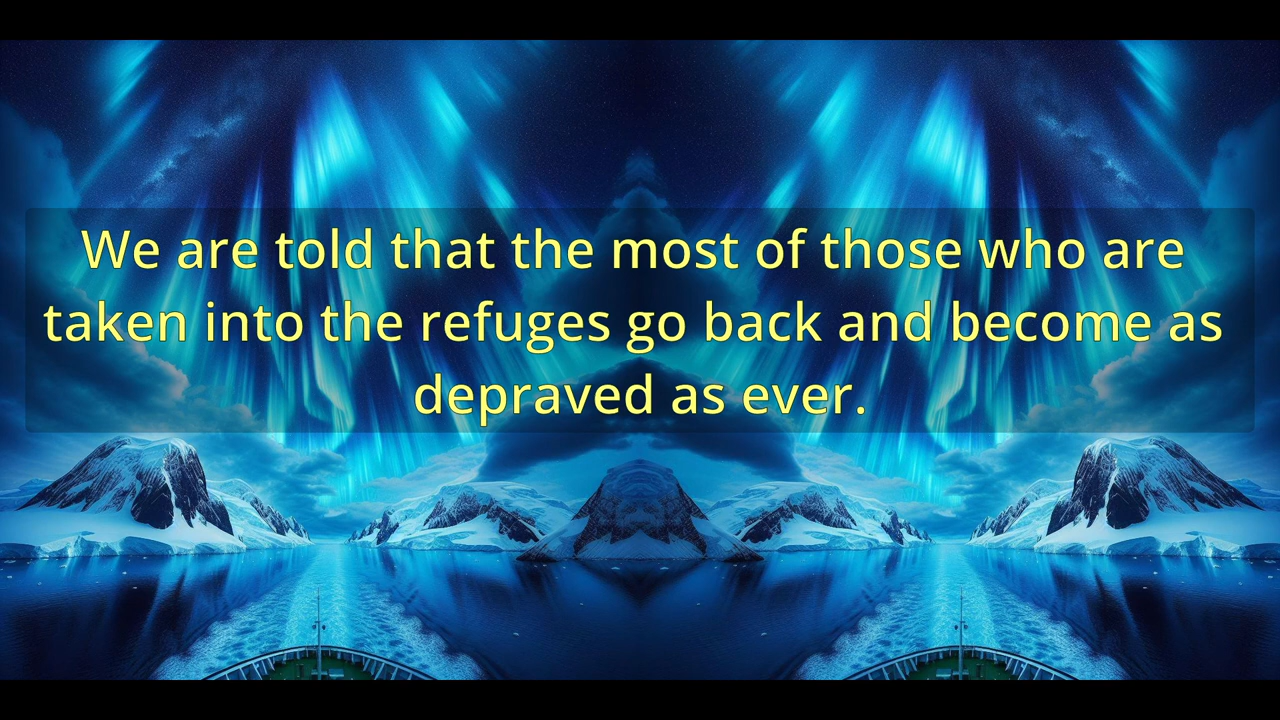 We are told that the most of those who are
taken into the refuges go back and become as
depraved as ever.